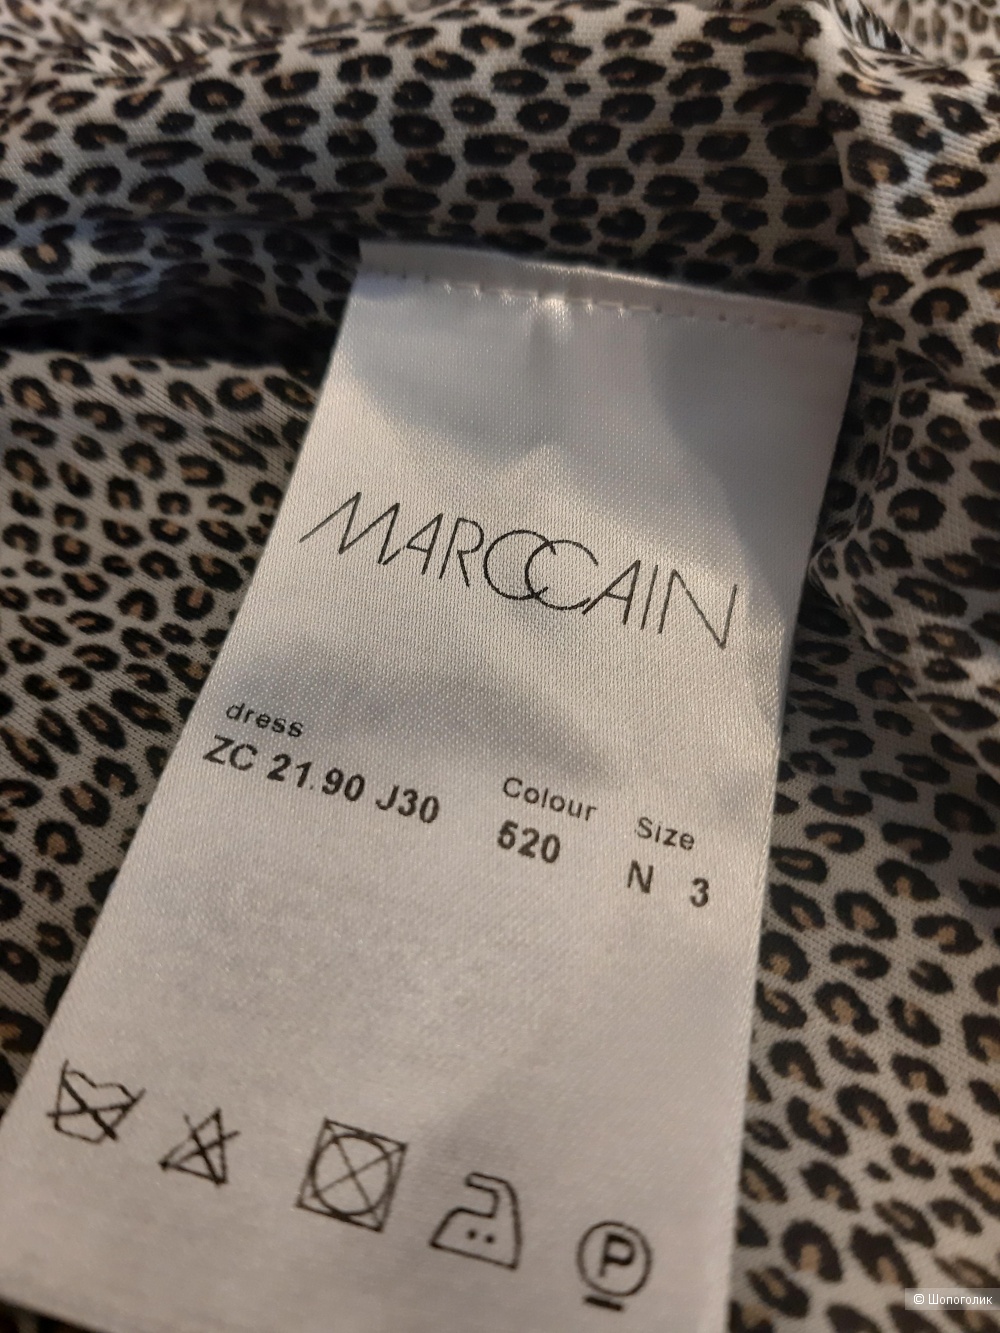 MARCCAIN
dress
ZC 21.90 J30
Colour
520
Size
N 3
P
© Шопоголик